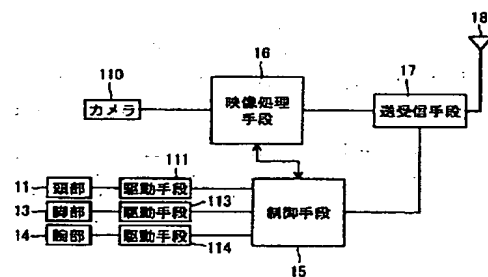 18
16
17
110
カメラ
映像処理
手段
送受信手段
111
11 頭部 駆動手段
113
13 脚部 駆動手段
制御手段
14 腕部 駆動手段
114
15